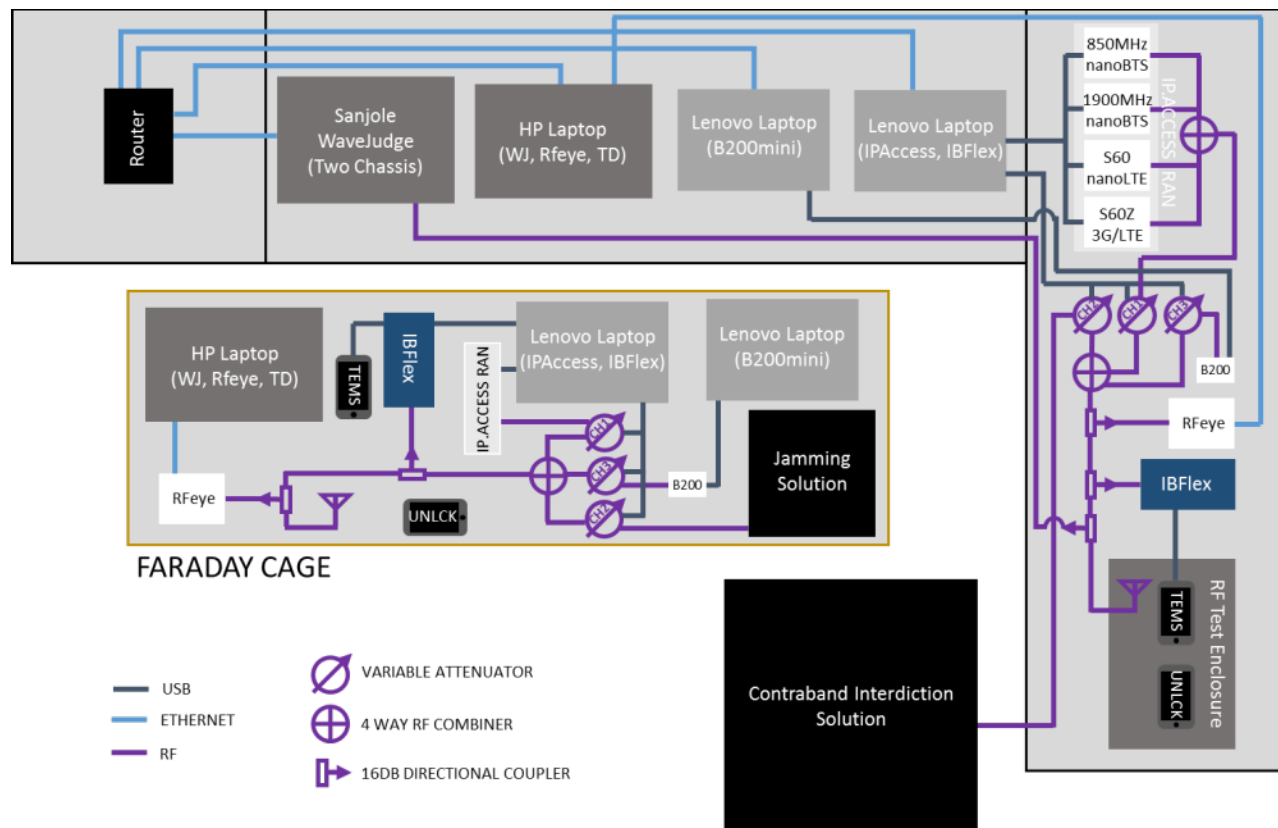 Router
Sanjole
WaveJudge
(Two Chassis)
HP Laptop
(WJ, Rfeye, TD)
Lenovo Laptop
(B200mini)
Lenovo Laptop
(IPAccess, IBFlex)
850MHz
nanoBTS
1900MHz
nanoBTS
S60
nanoLTE
S60Z
3G/LTE
IP.ACCESS RAN
CH2
CH1
CH3
B200
RFeye
IBFlex
TEMS
UNLCK
RF Test Enclosure
HP Laptop
(WJ, Rfeye, TD)
TEMS
IBFlex
Lenovo Laptop
(IPAccess, IBFlex)
Lenovo Laptop
(B200mini)
IP.ACCESS RAN
CH1
CH3
CH2
B200
Jamming
Solution
RFeye
UNLCK
FARADAY CAGE
USB
ETHERNET
RF
VARIABLE ATTENUATOR
4 WAY RF COMBINER
16DB DIRECTIONAL COUPLER
Contraband Interdiction
Solution